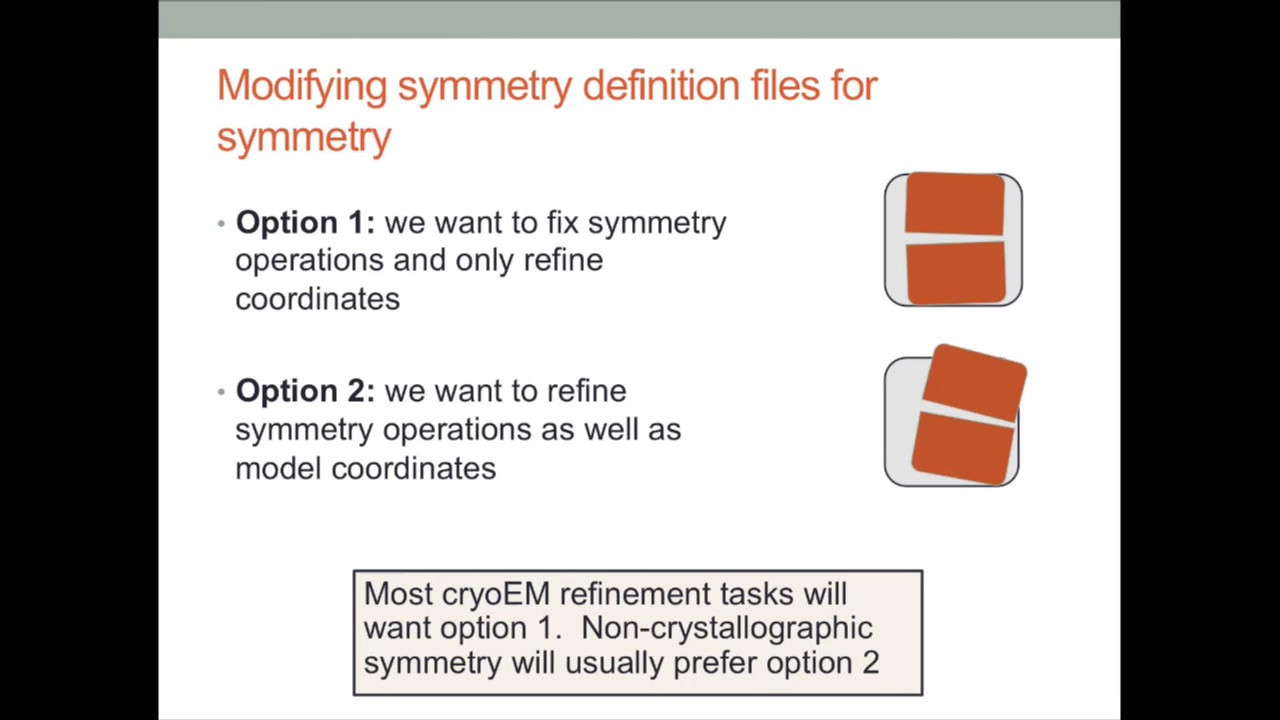 Modifying symmetry definition files for
symmetry
• Option 1: we want to fix symmetry
operations and only refine
coordinates
• Option 2: we want to refine
symmetry operations as well as
model coordinates
Most cryoEM refinement tasks will
want option 1. Non-crystallographic
symmetry will usually prefer option 2